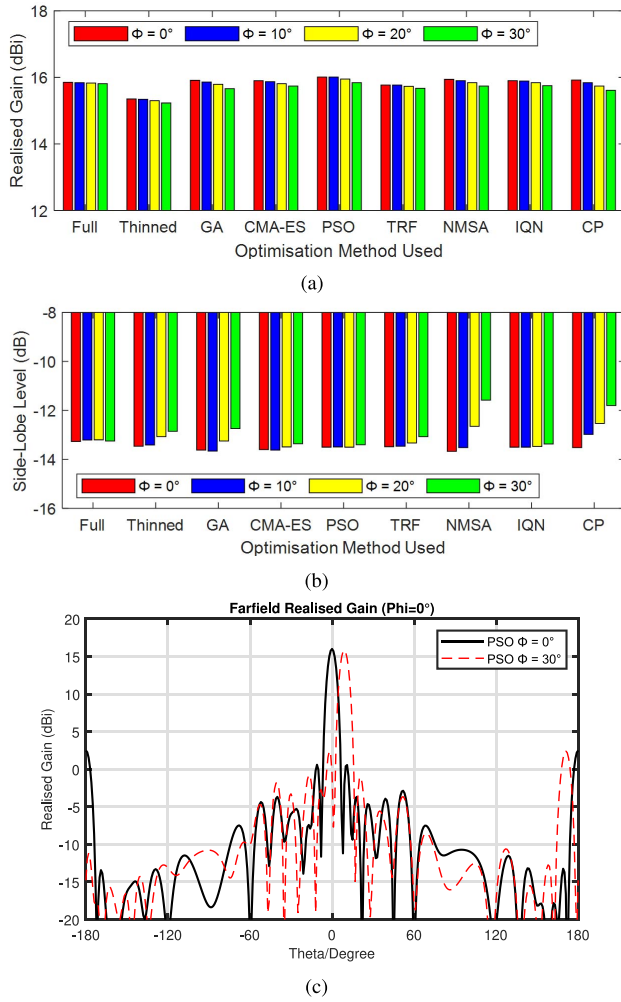 Φ = 0° Φ = 10° Φ = 20° Φ = 30°
Realised Gain (dBi)
18
16
14
12
Full Thinned GA CMA-ES PSO TRF NMSA IQN CP
Optimisation Method Used
(a)
Side-Lobe Level (dB)
-8
-10
-12
-14
-16
Φ = 0° Φ = 10° Φ = 20° Φ = 30°
Full Thinned GA CMA-ES PSO TRF NMSA IQN CP
Optimisation Method Used
(b)
Farfield Realised Gain (Phi=0°)
Realised Gain (dBi)
20
15
10
5
0
-5
-10
-15
-20
PSO Φ = 0°
PSO Φ = 30°
-180 -120 -60 0 60 120 180
Theta/Degree
(c)